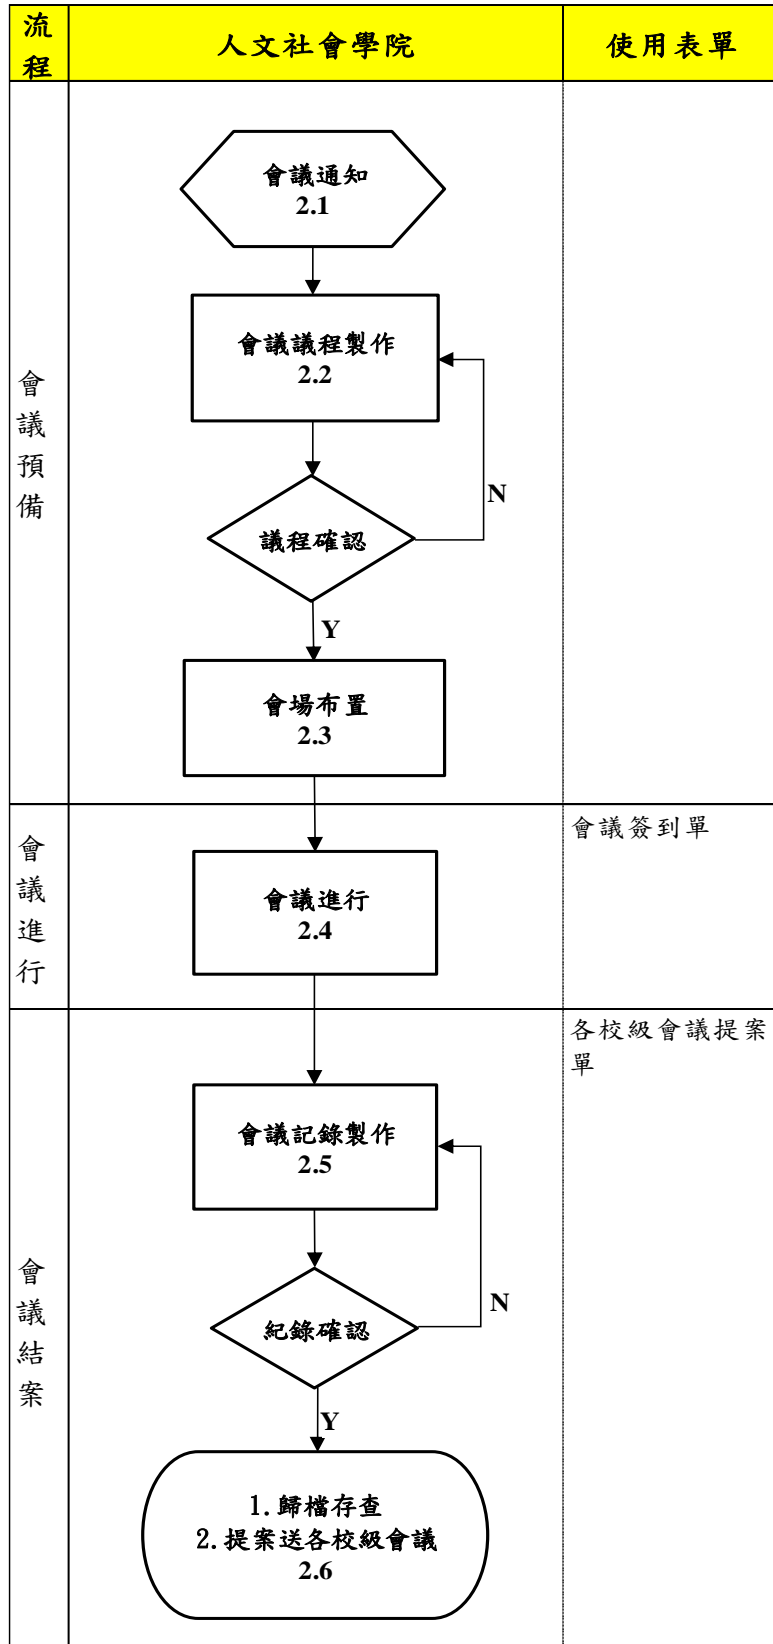 流程
人文社會學院
使用表單
會議預備
會議通知
2.1
會議議程製作
2.2
N
議程確認
Y
會場布置
2.3
會議進行
會議簽到單
會議進行
2.4
會議結案
各校級會議提案
單
會議記錄製作
2.5
N
紀錄確認
Y
1.歸檔存查
2.提案送各校級會議
2.6